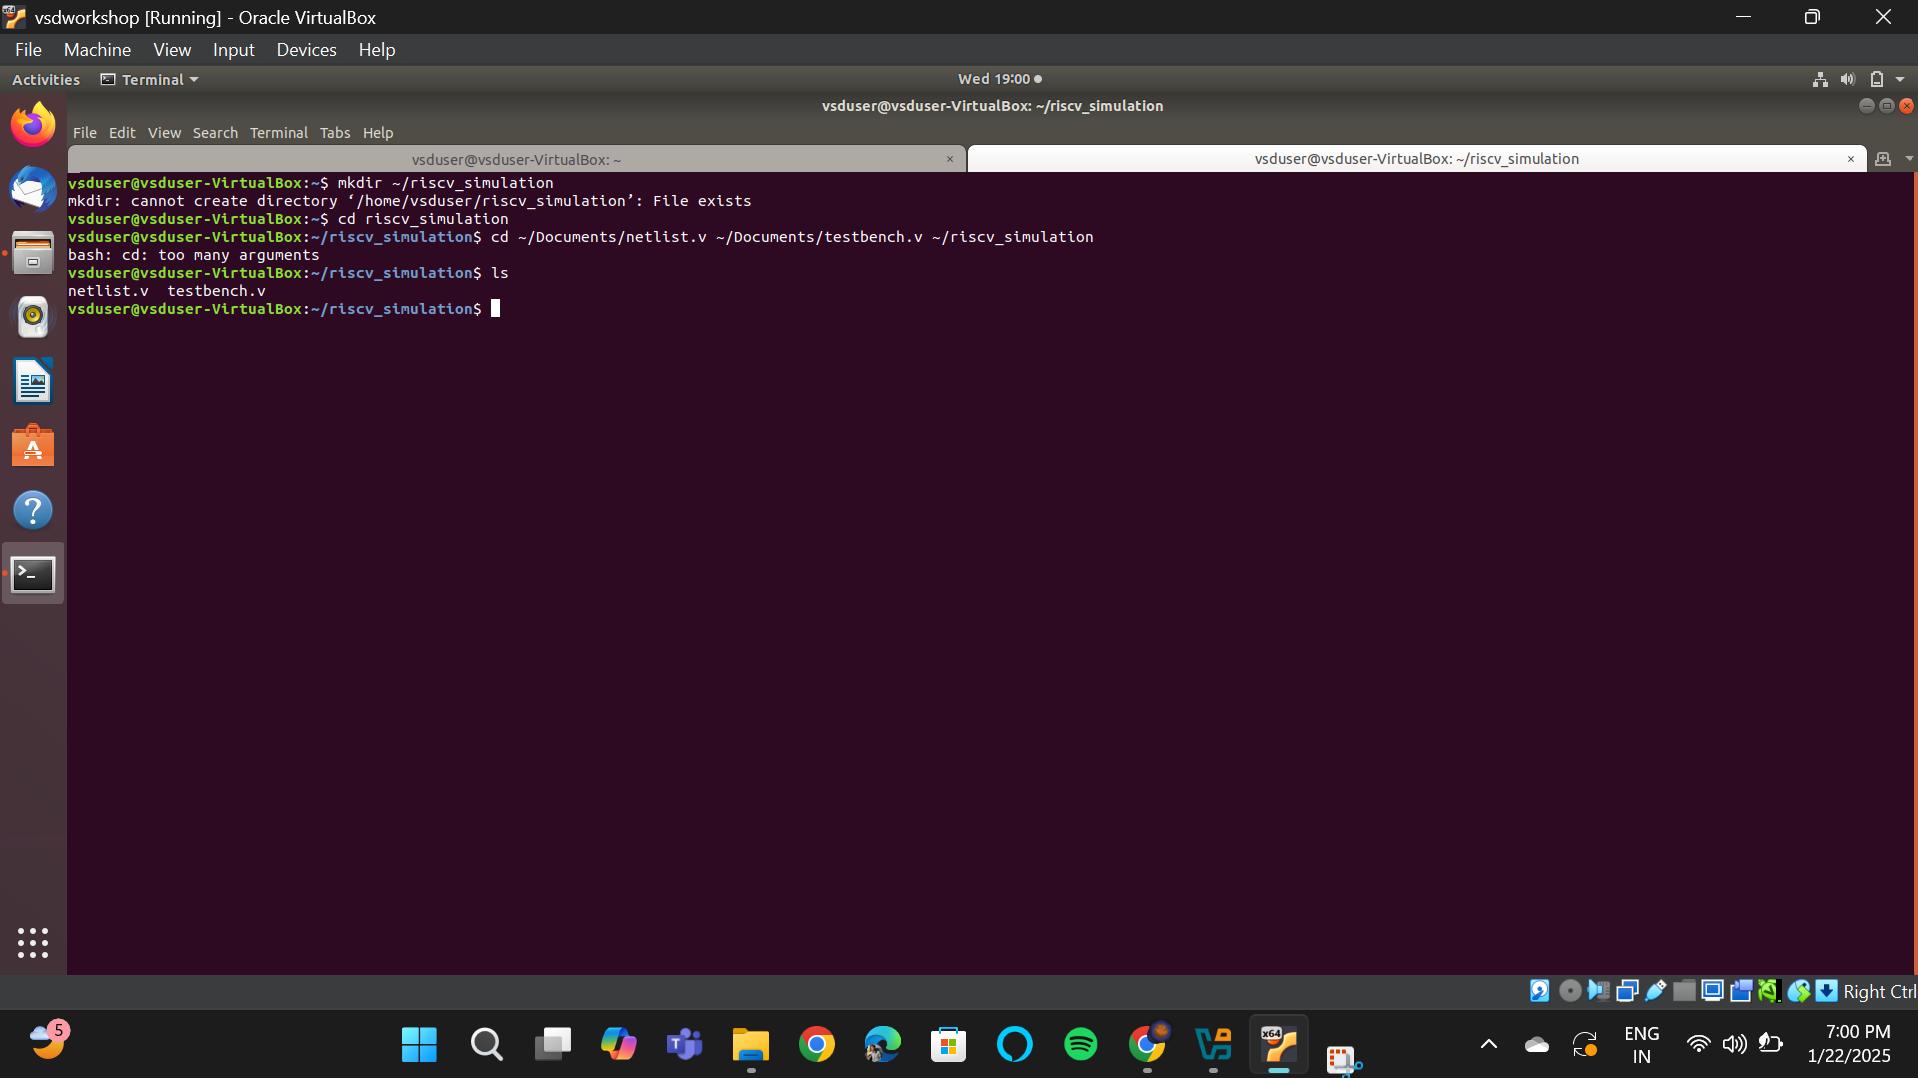 vsdworkshop [Running] - Oracle VirtualBox
File Machine View Input Devices Help
Activities Terminal Wed 19:00
vsduser@vsduser-VirtualBox: ~/riscv_simulation
File Edit View Search Terminal Tabs Help
vsduser@vsduser-VirtualBox: ~ × vsduser@vsduser-VirtualBox: ~/riscv_simulation ×
vsduser@vsduser-VirtualBox:~$ mkdir ~/riscv_simulation
mkdir: cannot create directory ‘/home/vsduser/riscv_simulation’: File exists
vsduser@vsduser-VirtualBox:~$ cd riscv_simulation
vsduser@vsduser-VirtualBox:~/riscv_simulation$ cd ~/Documents/netlist.v ~/Documents/testbench.v ~/riscv_simulation
bash: cd: too many arguments
vsduser@vsduser-VirtualBox:~/riscv_simulation$ ls
netlist.v  testbench.v
vsduser@vsduser-VirtualBox:~/riscv_simulation$
Right Ctrl
5
x64
ENG
IN
7:00 PM
1/22/2025